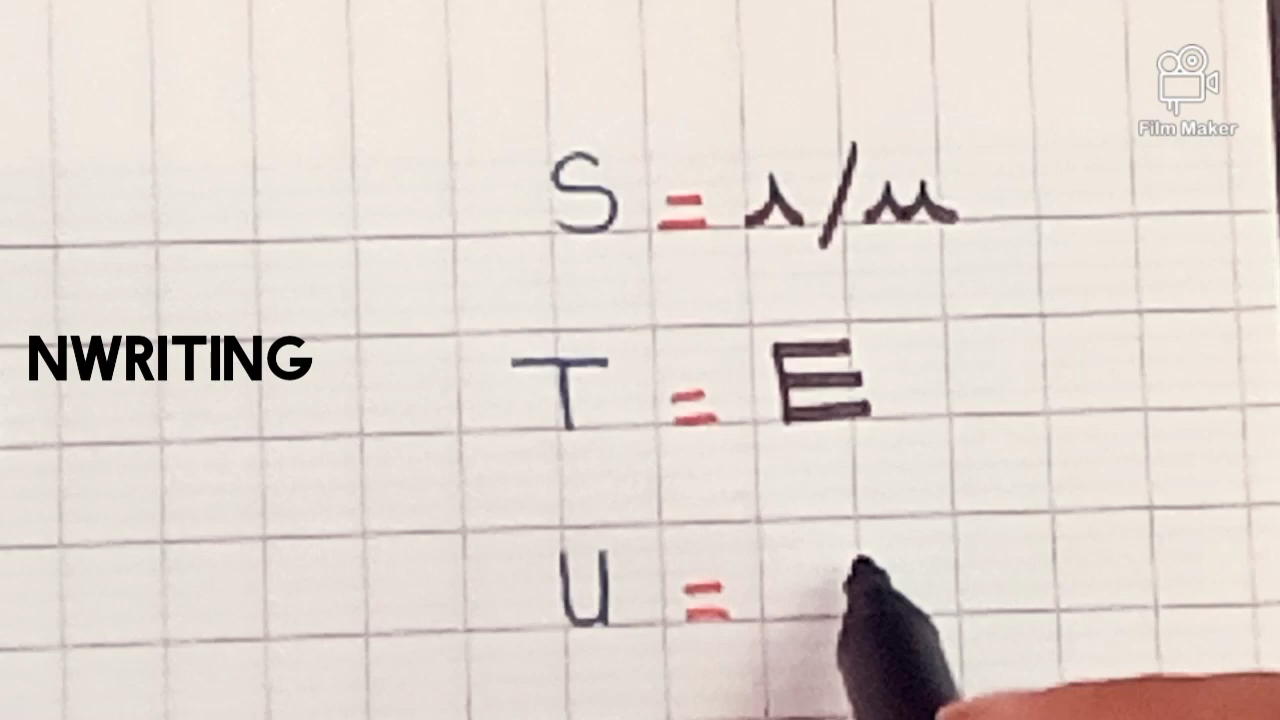 Film Maker
S =
NWRITING
T = E
U =